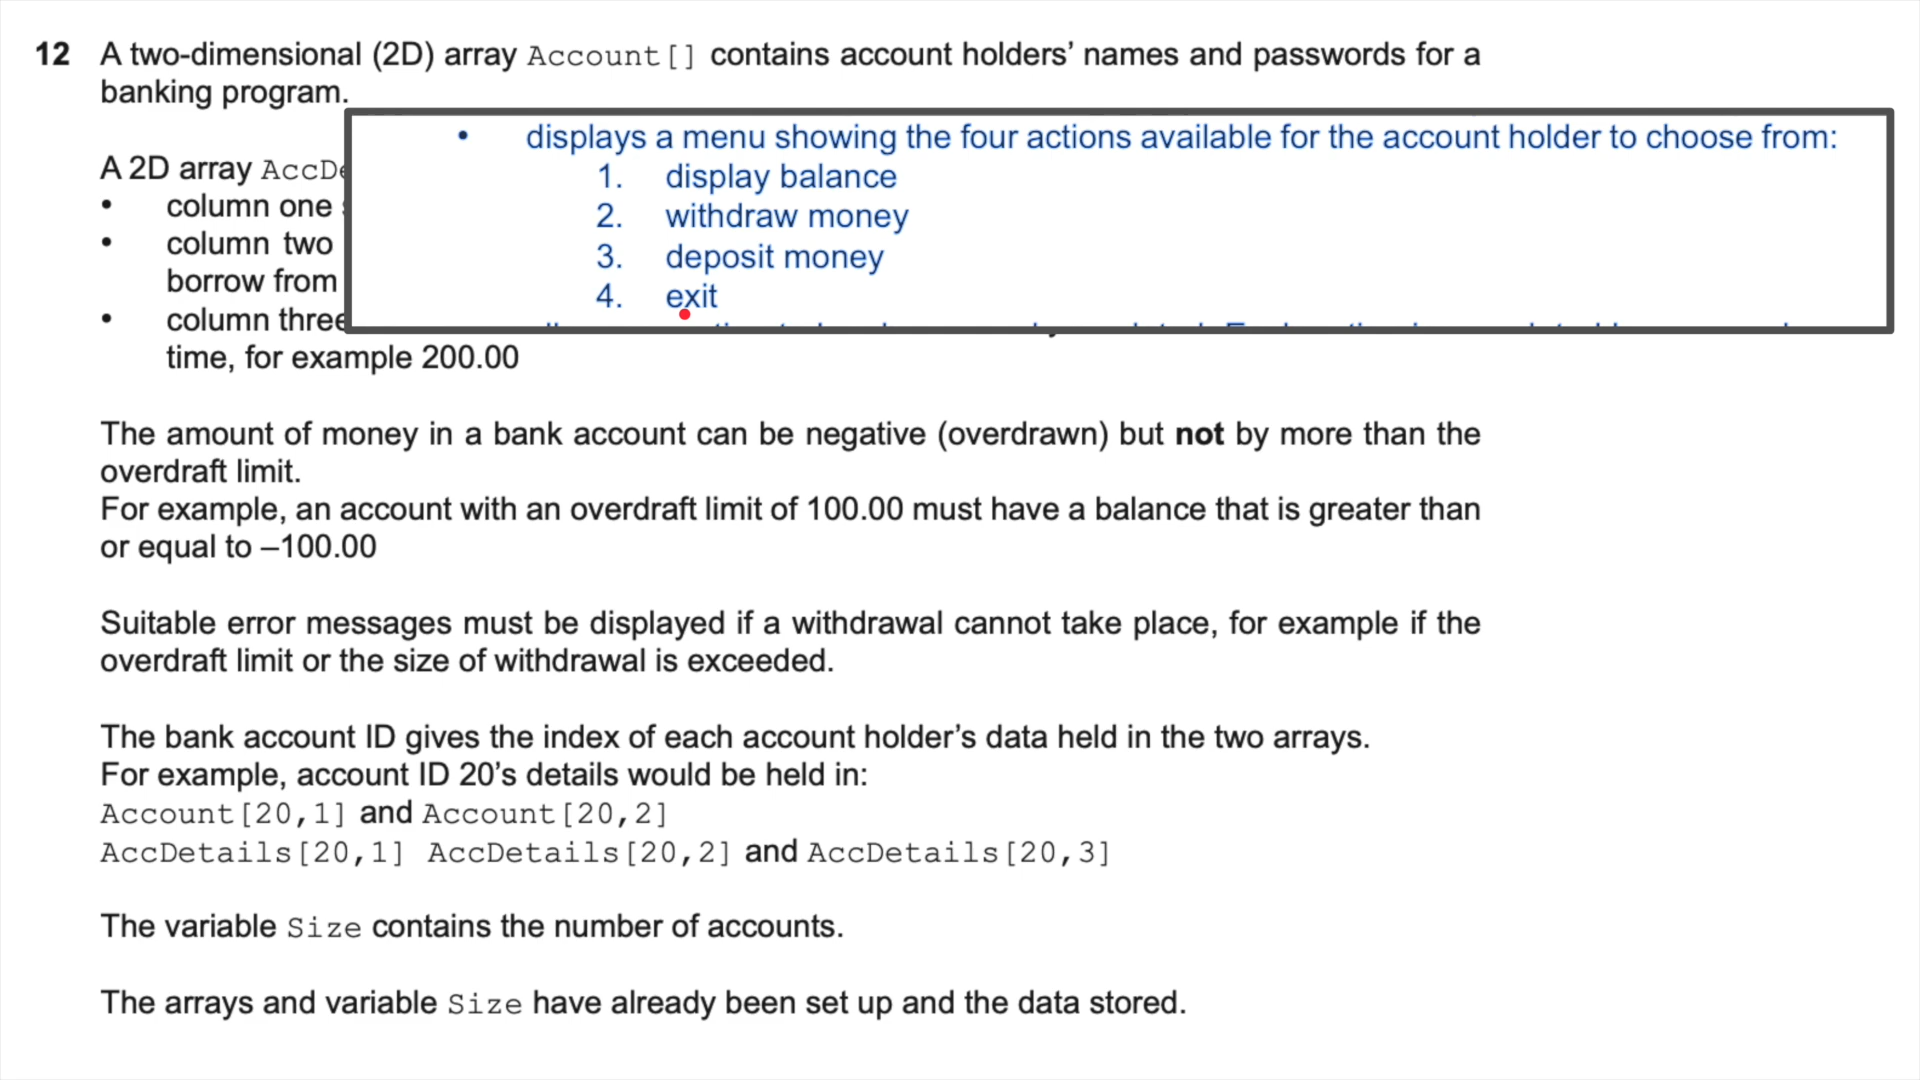 12 A two-dimensional (2D) array Account[] contains account holders’ names and passwords for a
banking program.
• displays a menu showing the four actions available for the account holder to choose from:
1. display balance
2. withdraw money
3. deposit money
4. exit
A 2D array
• column one
• column two
borrow from
• column three
time, for example 200.00
The amount of money in a bank account can be negative (overdrawn) but not by more than the
overdraft limit.
For example, an account with an overdraft limit of 100.00 must have a balance that is greater than
or equal to –100.00
Suitable error messages must be displayed if a withdrawal cannot take place, for example if the
overdraft limit or the size of withdrawal is exceeded.
The bank account ID gives the index of each account holder’s data held in the two arrays.
For example, account ID 20’s details would be held in:
Account[20,1] and Account[20,2]
AccDetails[20,1] AccDetails[20,2] and AccDetails[20,3]
The variable Size contains the number of accounts.
The arrays and variable Size have already been set up and the data stored.